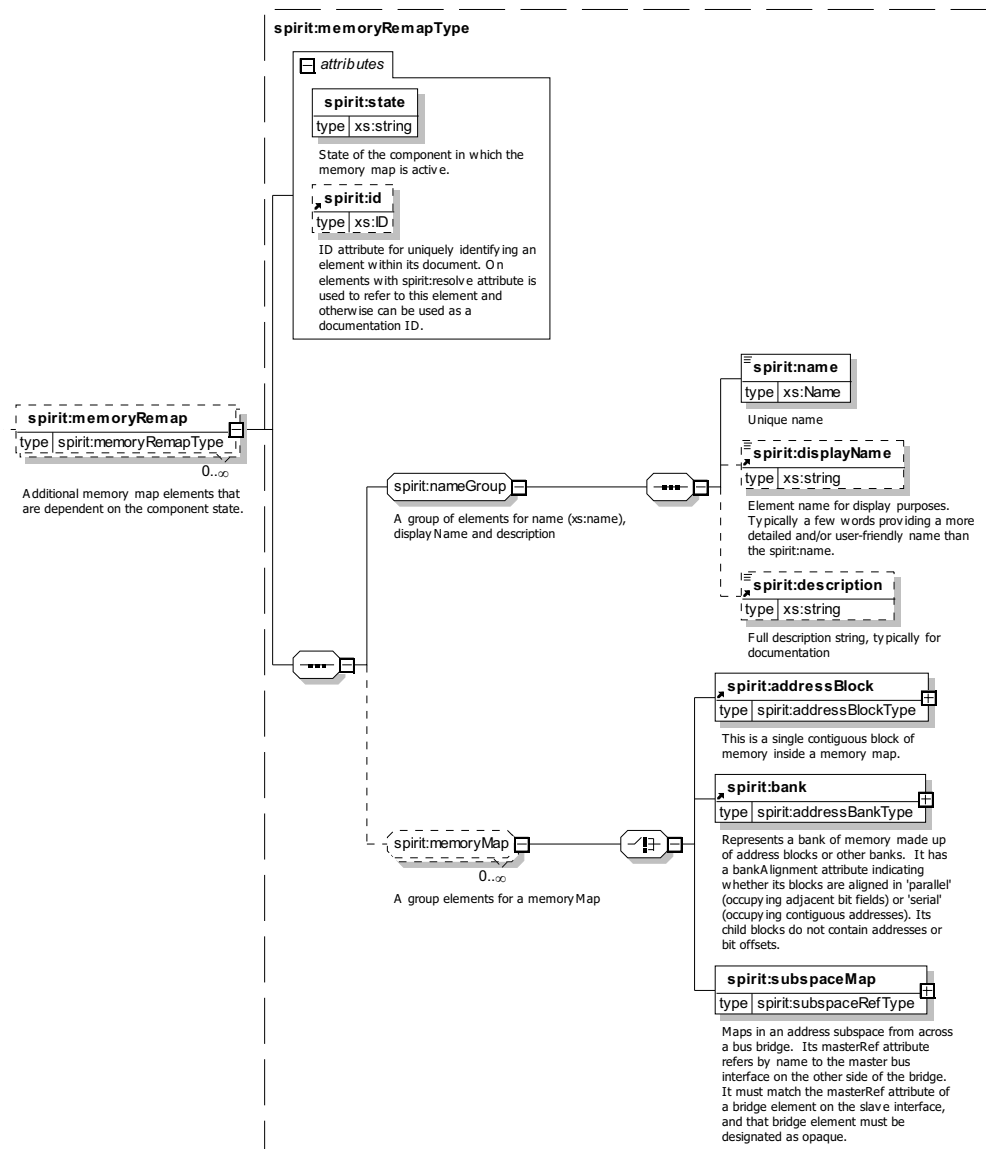 spirit:memoryRemapType
attributes
spirit:state
type xs:string
State of the component in which the
memory map is active.
spirit:id
type xs:ID
ID attribute for uniquely identifying an
element within its document. On
elements with spirit:resolve attribute is
used to refer to this element and
otherwise can be used as a
documentation ID.
spirit:memoryRemap
type spirit:memoryRemapType
0..∞
Additional memory map elements that
are dependent on the component state.
spirit:nameGroup
A group of elements for name (xs:name),
displayName and description
spirit:name
type xs:Name
Unique name
spirit:displayName
type xs:string
Element name for display purposes.
Typically a few words providing a more
detailed and/or user-friendly name than
the spirit:name.
spirit:description
type xs:string
Full description string, typically for
documentation
spirit:memoryMap
0..∞
A group elements for a memoryMap
spirit:addressBlock
type spirit:addressBlockType
This is a single contiguous block of
memory inside a memory map.
spirit:bank
type spirit:addressBankType
Represents a bank of memory made up
of address blocks or other banks. It has
a bankAlignment attribute indicating
whether its blocks are aligned in 'parallel'
(occupying adjacent bit fields) or 'serial'
(occupying contiguous addresses). Its
child blocks do not contain addresses or
bit offsets.
spirit:subspaceMap
type spirit:subspaceRefType
Maps in an address subspace from across
a bus bridge. Its masterRef attribute
refers by name to the master bus
interface on the other side of the bridge.
It must match the masterRef attribute of
a bridge element on the slave interface,
and that bridge element must be
designated as opaque.